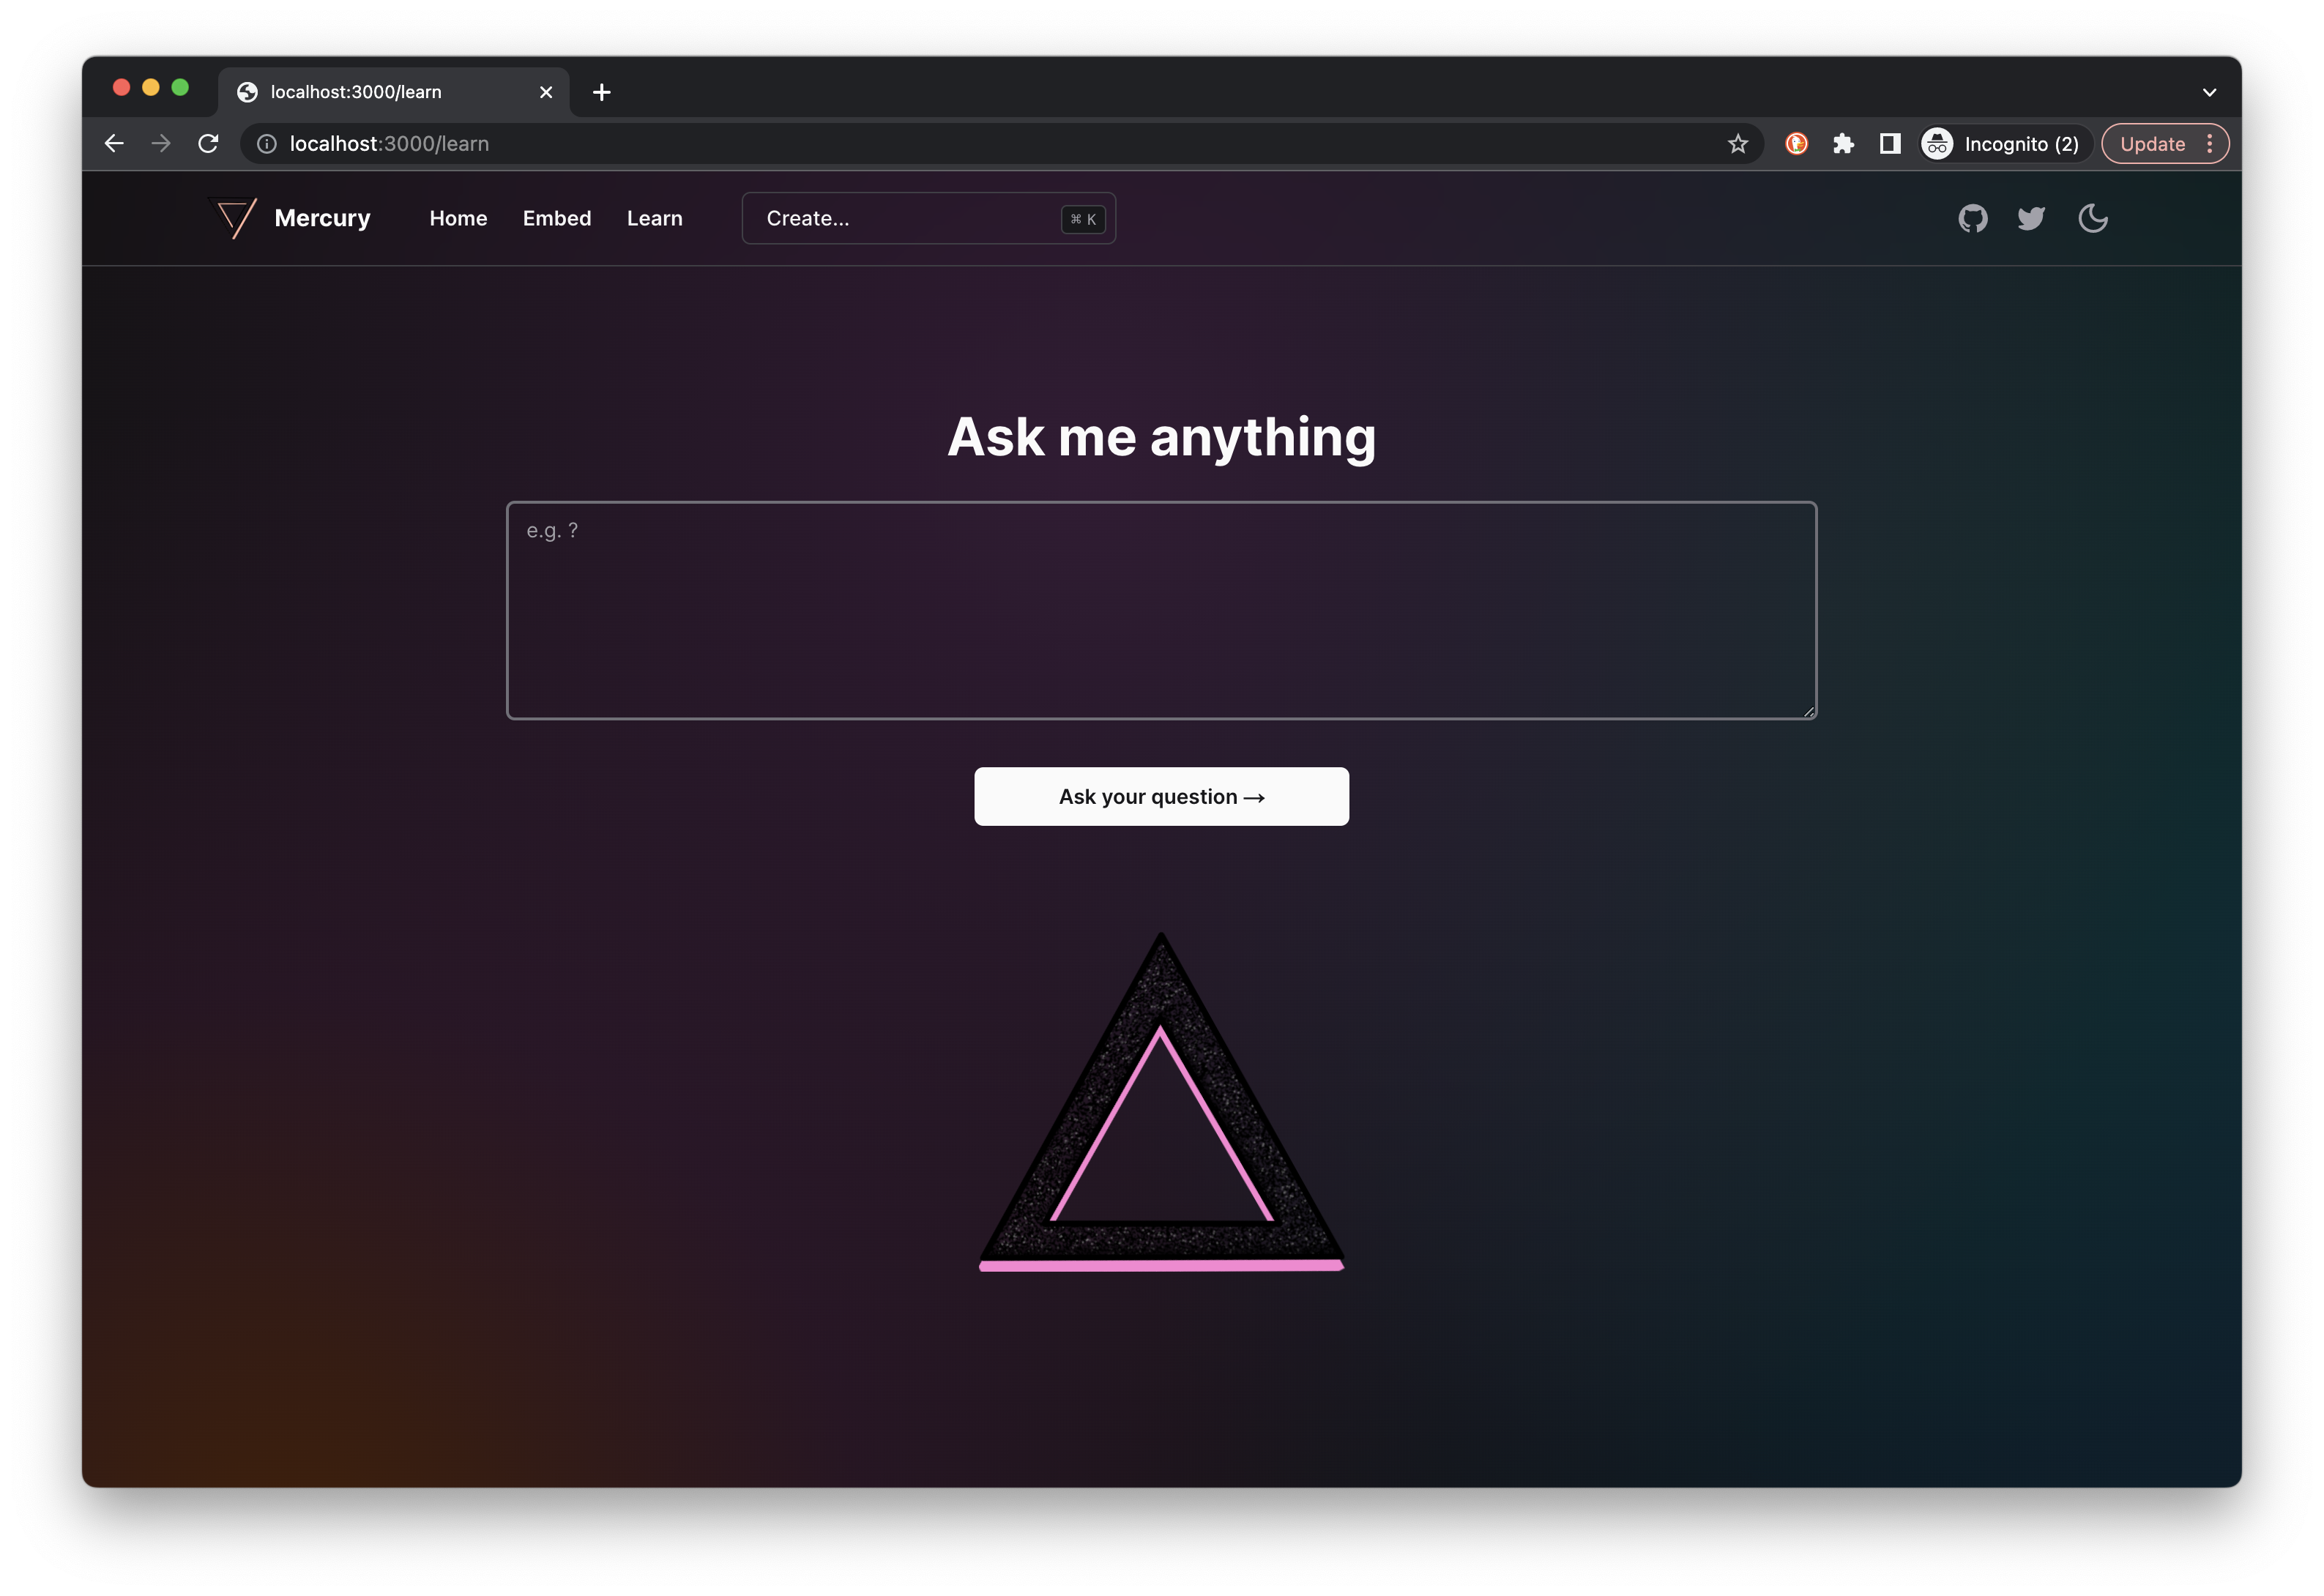 localhost:3000/learn
localhost:3000/learn
Incognito (2)
Update
Mercury
Home
Embed
Learn
Create...
⌘ K
Ask me anything
e.g. ?
Ask your question →